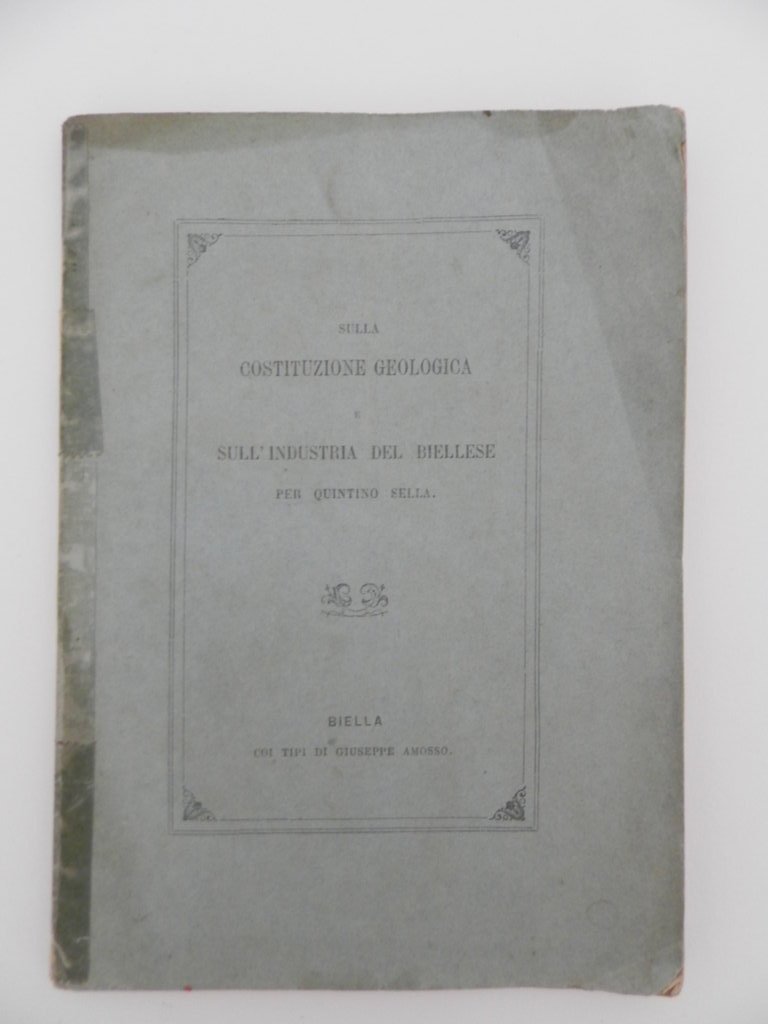 SULLA
COSTITUZIONE GEOLOGICA
E
SULL'INDUSTRIA DEL BIELLESE
PER QUINTINO SELLA.
BIELLA
COI TIPI DI GIUSEPPE AMOSSO.